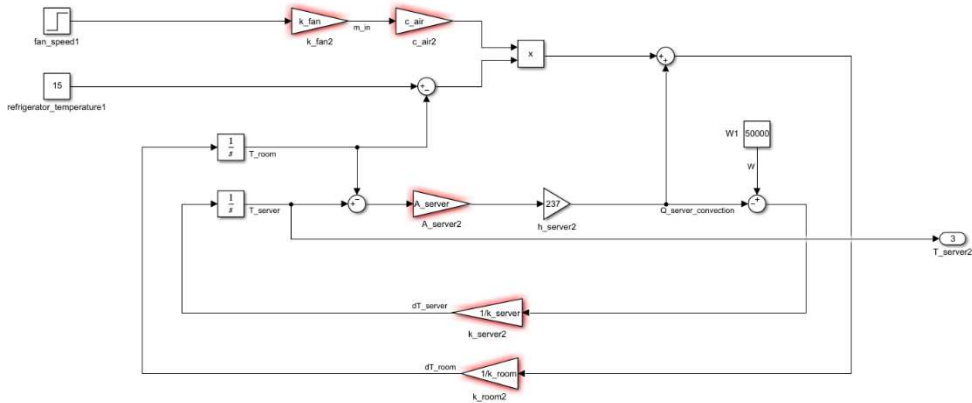 fan_speed1
k_fan
k_fan2
m_in
c_air
c_air2
x
15
refrigerator_temperature1
+
−
+
+
1
s
T_room
W1
50000
W
1
s
T_server
+
−
A_server
A_server2
237
h_server2
Q_server_convection
−
+
3
T_server2
dT_server
1/k_server
k_server2
dT_room
1/k_room
k_room2